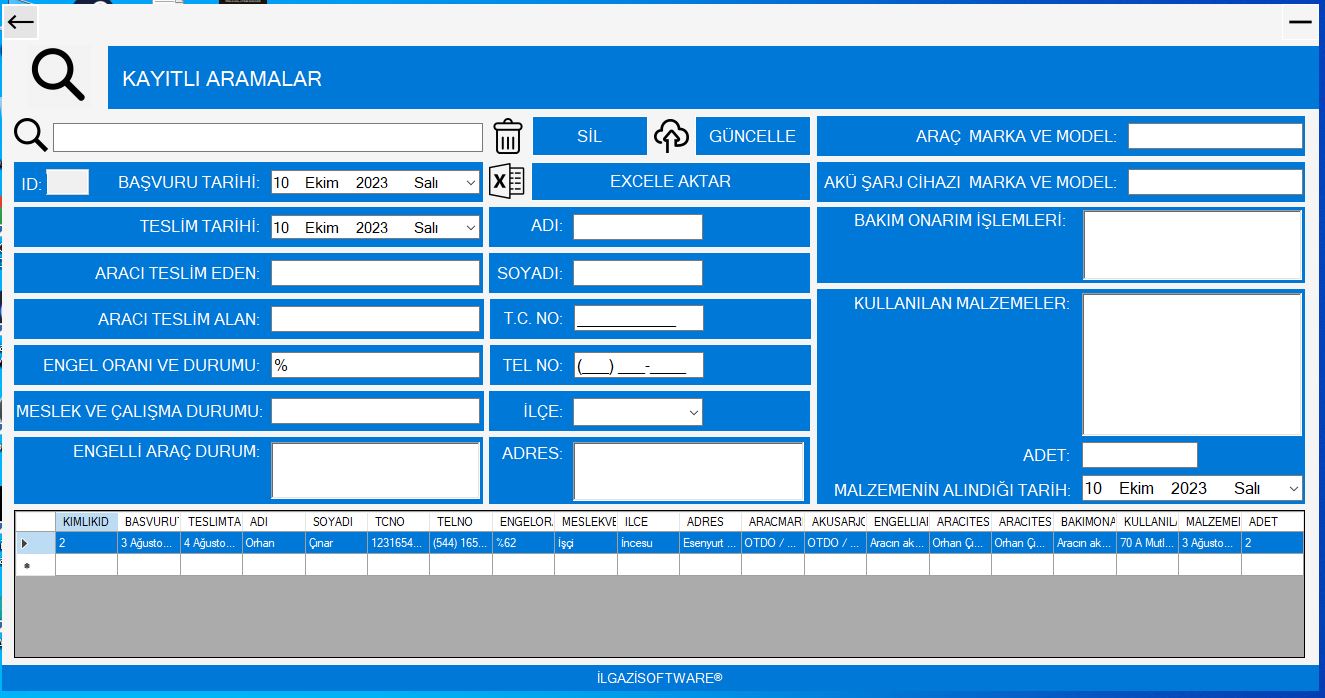 KAYITLI ARAMALAR
SİL
GÜNCELLE
ARAÇ MARKA VE MODEL:
ID:
BAŞVURU TARİHİ: 10 Ekim 2023 Salı
EXCELE AKTAR
AKÜ ŞARJ CİHAZI MARKA VE MODEL:
TESLİM TARİHİ: 10 Ekim 2023 Salı
ADI:
BAKIM ONARIM İŞLEMLERİ:
ARACI TESLİM EDEN:
SOYADI:
KULLANILAN MALZEMELER:
ARACI TESLİM ALAN:
T.C. NO: ____________
ENGEL ORANI VE DURUMU: %
TEL NO: (___) ___-____
MESLEK VE ÇALIŞMA DURUMU:
İLÇE:
ENGELLİ ARAÇ DURUM:
ADRES:
ADET:
MALZEMENİN ALINDIĞI TARİH: 10 Ekim 2023 Salı
KIMLIKID BASVURUT TESLIMTA ADI SOYADI TCNO TELNO ENGELOR MESLEKVE ILCE ADRES ARACMAR AKUSARJC ENGELLIAI ARACITES ARACITES BAKIMONA KULLANIL MALZEMEI ADET
2 3 Ağusto... 4 Ağusto... Orhan Çınar 1231654... (544) 165... %62 İşçi İncesu Esenyurt ... OTDO / ... OTDO / ... Aracın ak... Orhan Çı... Orhan Çı... Aracın ak... 70 A Mutl... 3 Ağusto... 2
İLGAZİSOFTWARE®